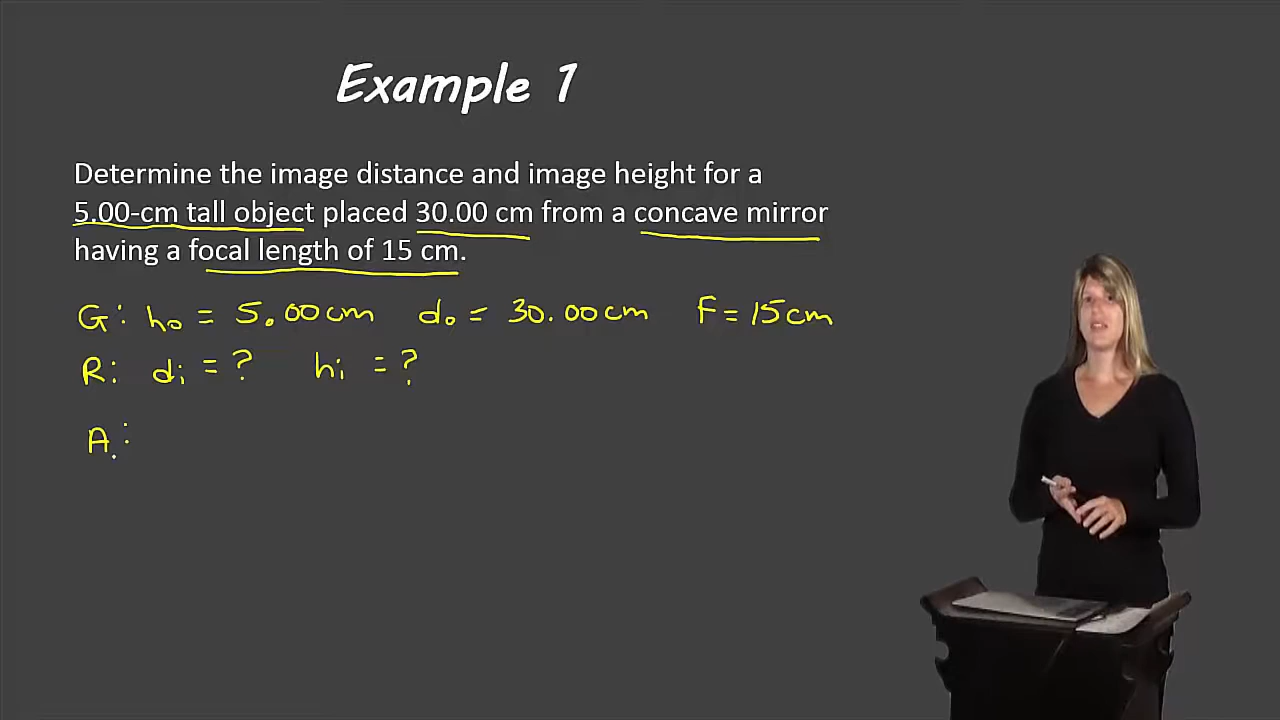 Example 1
Determine the image distance and image height for a
5.00-cm tall object placed 30.00 cm from a concave mirror
having a focal length of 15 cm.
G: ho = 5.00cm do = 30.00cm F = 15cm
R: di = ? hi = ?
A: